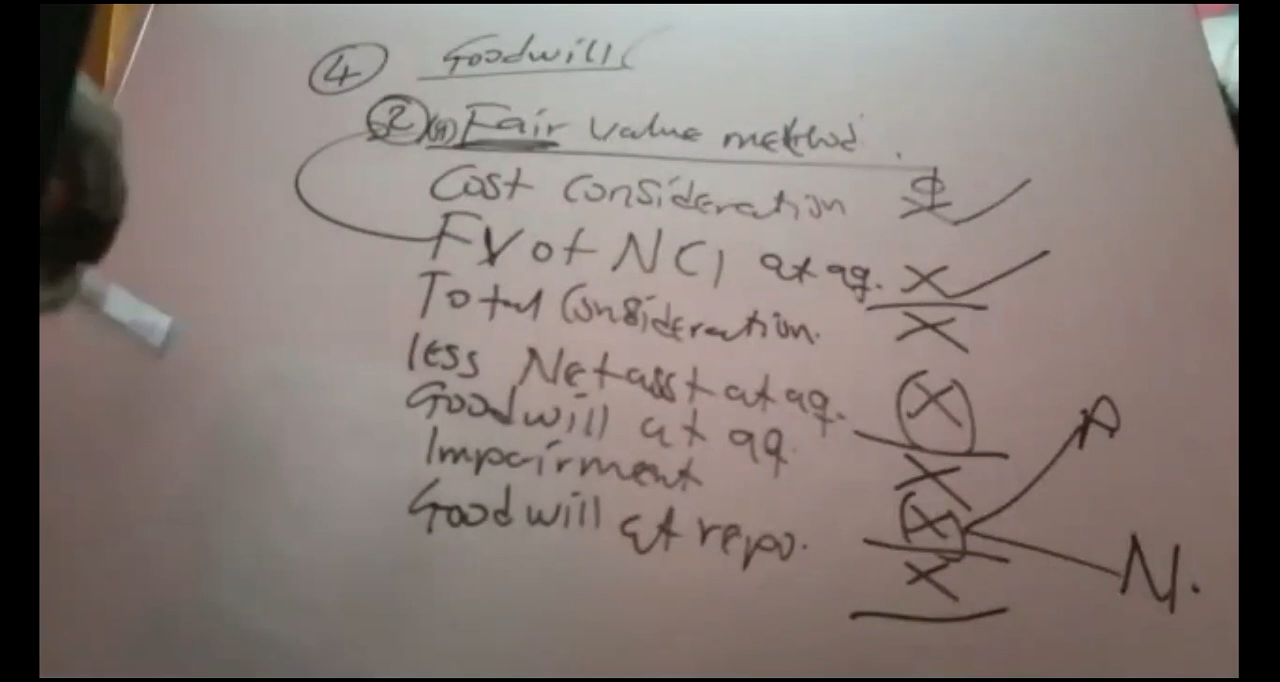 ④ Goodwill
② (a) Fair value method.
Cost Consideration $
FV of NCI at aq. X
Total Consideration. X
less Net asst at aq. (X)
Goodwill at aq. X
Impairment (X) P
Goodwill at repo. X N.